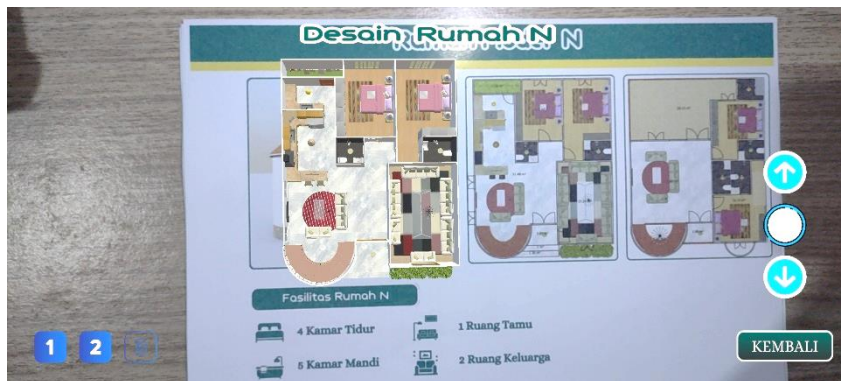 Desain Rumah N
Fasilitas Rumah N
4 Kamar Tidur
1 Ruang Tamu
5 Kamar Mandi
2 Ruang Keluarga
1
2
KEMBALI